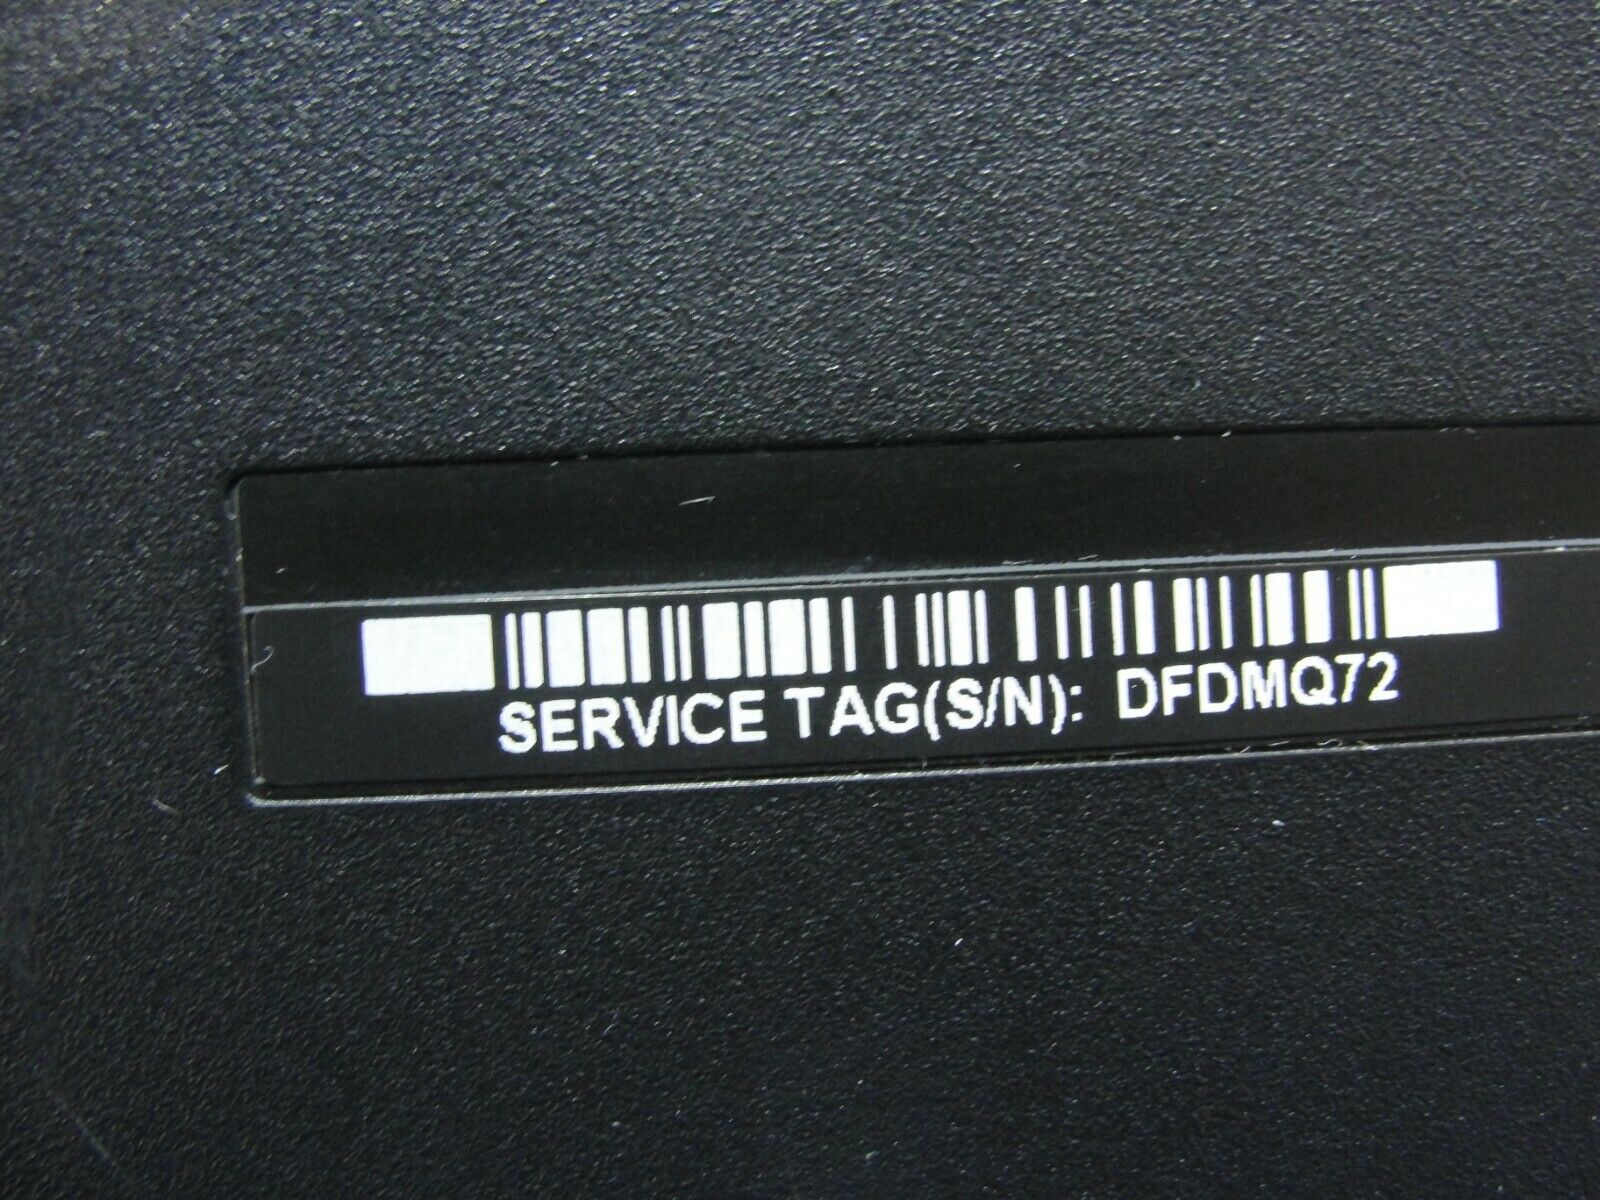 SERVICE TAG(S/N): DFDMQ72